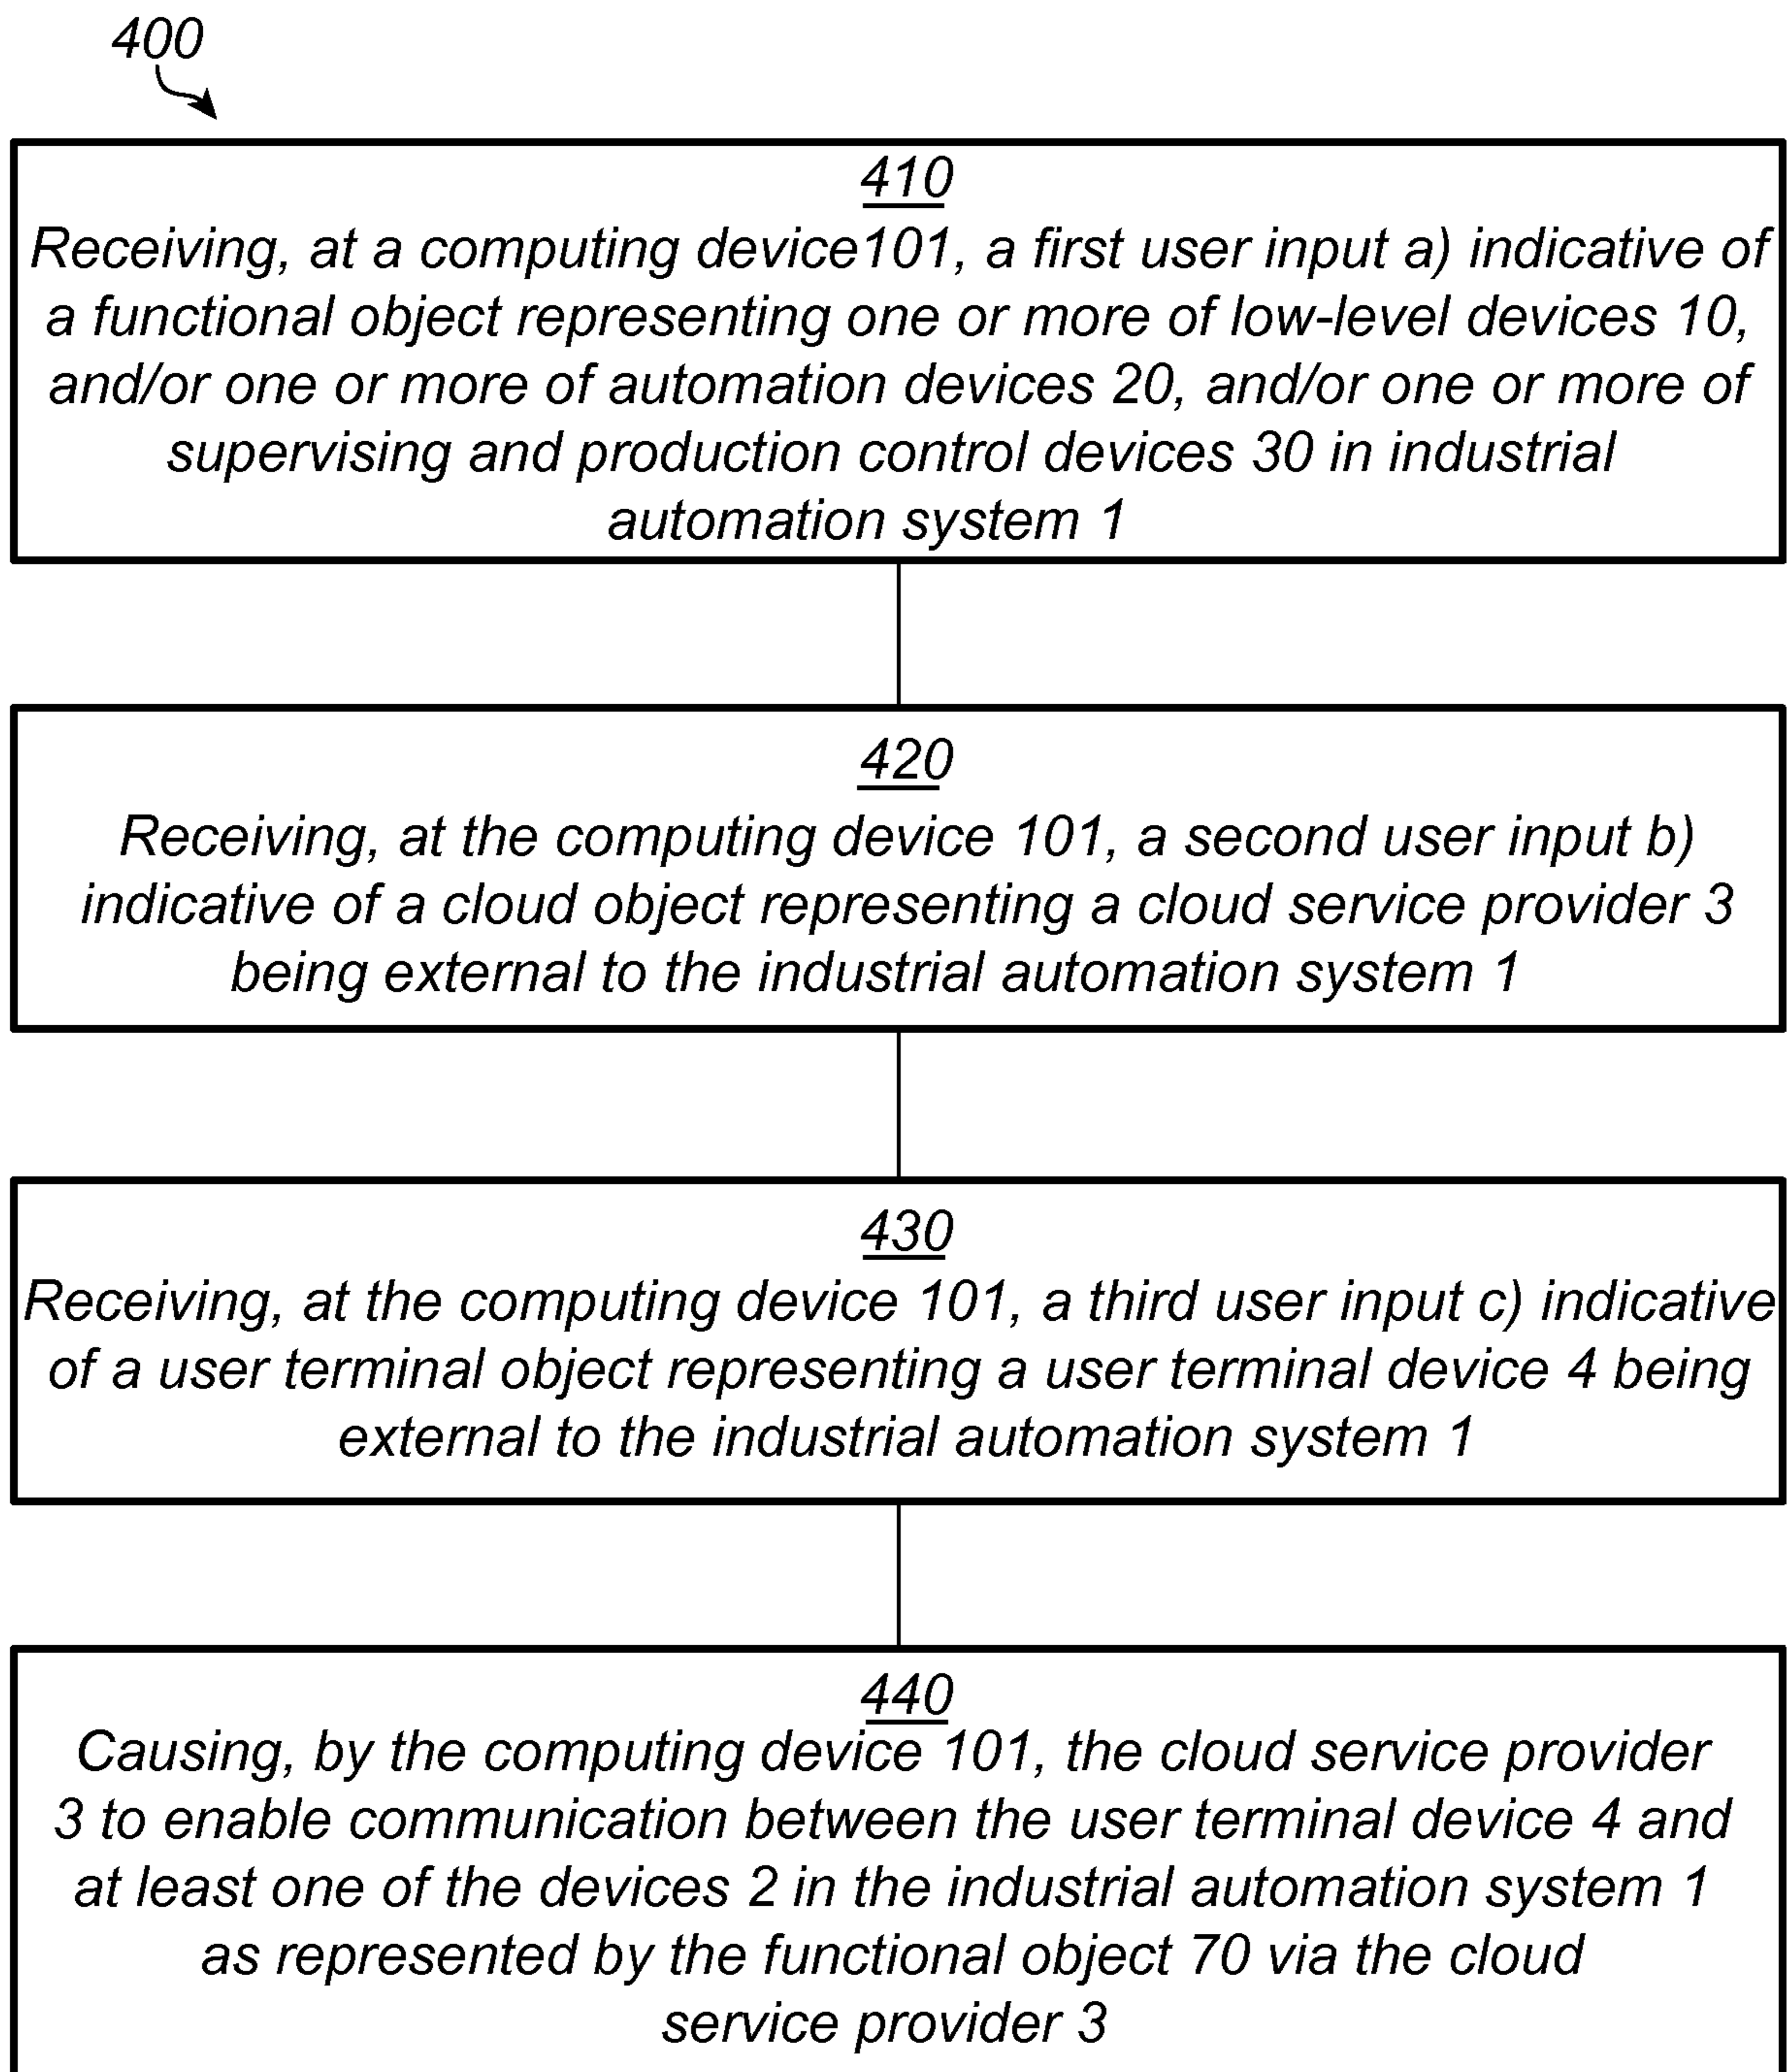 400
410
Receiving, at a computing device101, a first user input a) indicative of
a functional object representing one or more of low-level devices 10,
and/or one or more of automation devices 20, and/or one or more of
supervising and production control devices 30 in industrial
automation system 1
420
Receiving, at the computing device 101, a second user input b)
indicative of a cloud object representing a cloud service provider 3
being external to the industrial automation system 1
430
Receiving, at the computing device 101, a third user input c) indicative
of a user terminal object representing a user terminal device 4 being
external to the industrial automation system 1
440
Causing, by the computing device 101, the cloud service provider
3 to enable communication between the user terminal device 4 and
at least one of the devices 2 in the industrial automation system 1
as represented by the functional object 70 via the cloud
service provider 3